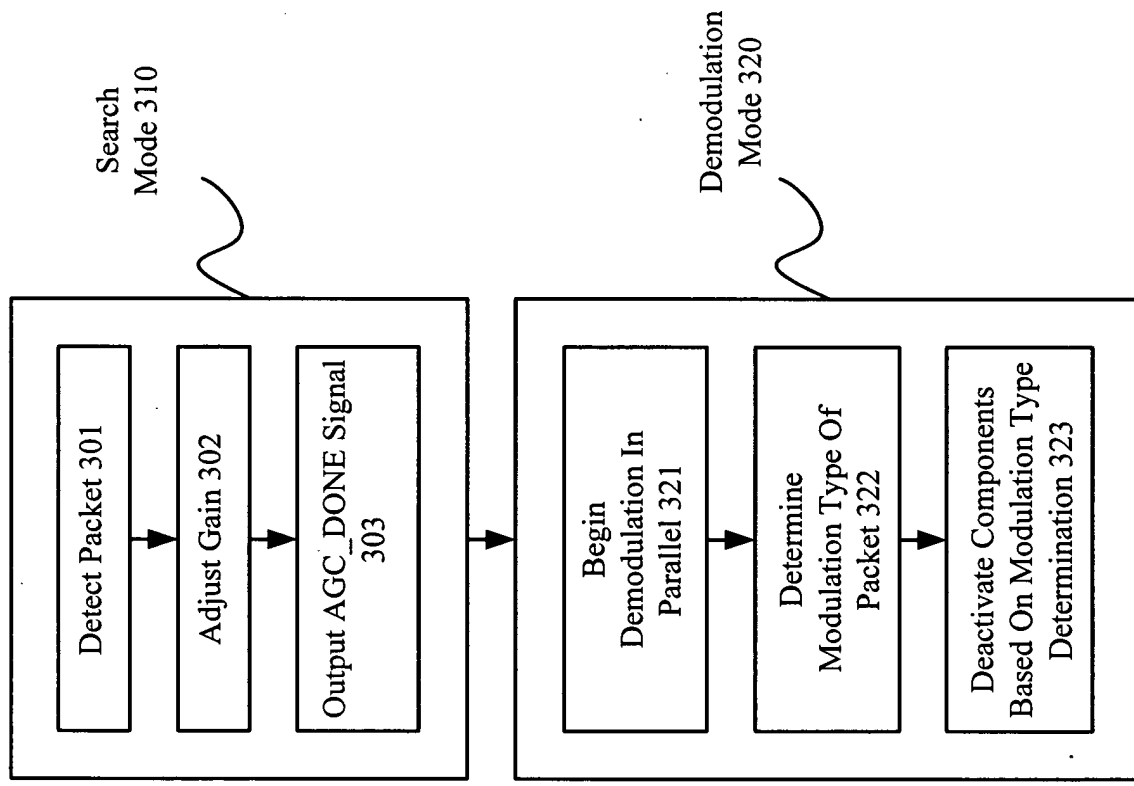 Search
Mode 310
Detect Packet 301
Adjust Gain 302
Output AGC_DONE Signal
303
Demodulation
Mode 320
Begin
Demodulation In
Parallel 321
Determine
Modulation Type Of
Packet 322
Deactivate Components
Based On Modulation Type
Determination 323